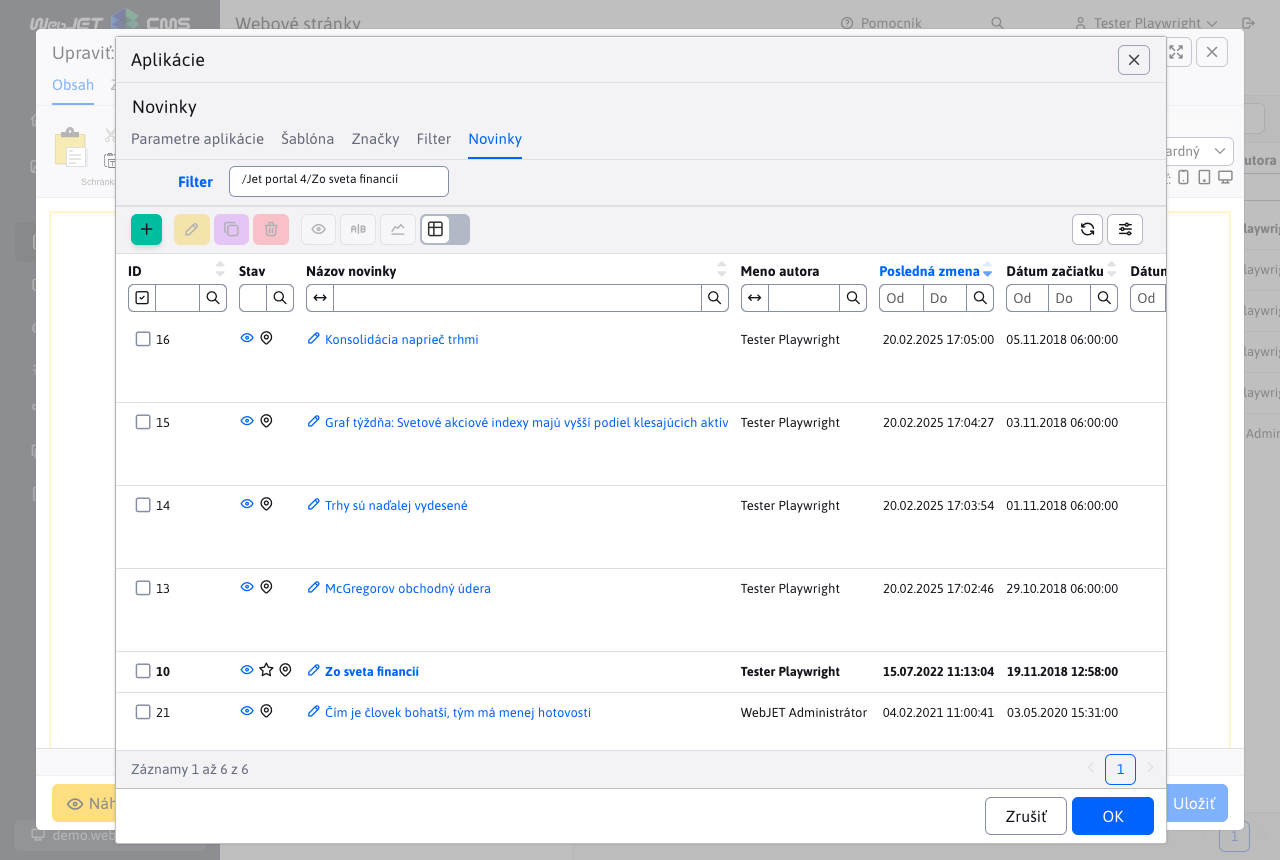 WebJET CMS
Webové stránky
Pomocník
Tester Playwright
Upraviť:
Obsah
Schránka
Aplikácie
Novinky
Parametre aplikácie Šablóna Značky Filter Novinky
Filter /Jet portal 4/Zo sveta financií
A|B
ID Stav Názov novinky Meno autora Posledná zmena Dátum začiatku Dátum
Od Do Od Do Od
16 Konsolidácia naprieč trhmi Tester Playwright 20.02.2025 17:05:00 05.11.2018 06:00:00
15 Graf týždňa: Svetové akciové indexy majú vyšší podiel klesajúcich aktív Tester Playwright 20.02.2025 17:04:27 03.11.2018 06:00:00
14 Trhy sú naďalej vydesené Tester Playwright 20.02.2025 17:03:54 01.11.2018 06:00:00
13 McGregorov obchodný údera Tester Playwright 20.02.2025 17:02:46 29.10.2018 06:00:00
10 Zo sveta financií Tester Playwright 15.07.2022 11:13:04 19.11.2018 12:58:00
21 Čím je človek bohatší, tým má menej hotovosti WebJET Administrátor 04.02.2021 11:00:41 03.05.2020 15:31:00
Záznamy 1 až 6 z 6
1
Zrušiť
OK
Uložiť
demo.web
1